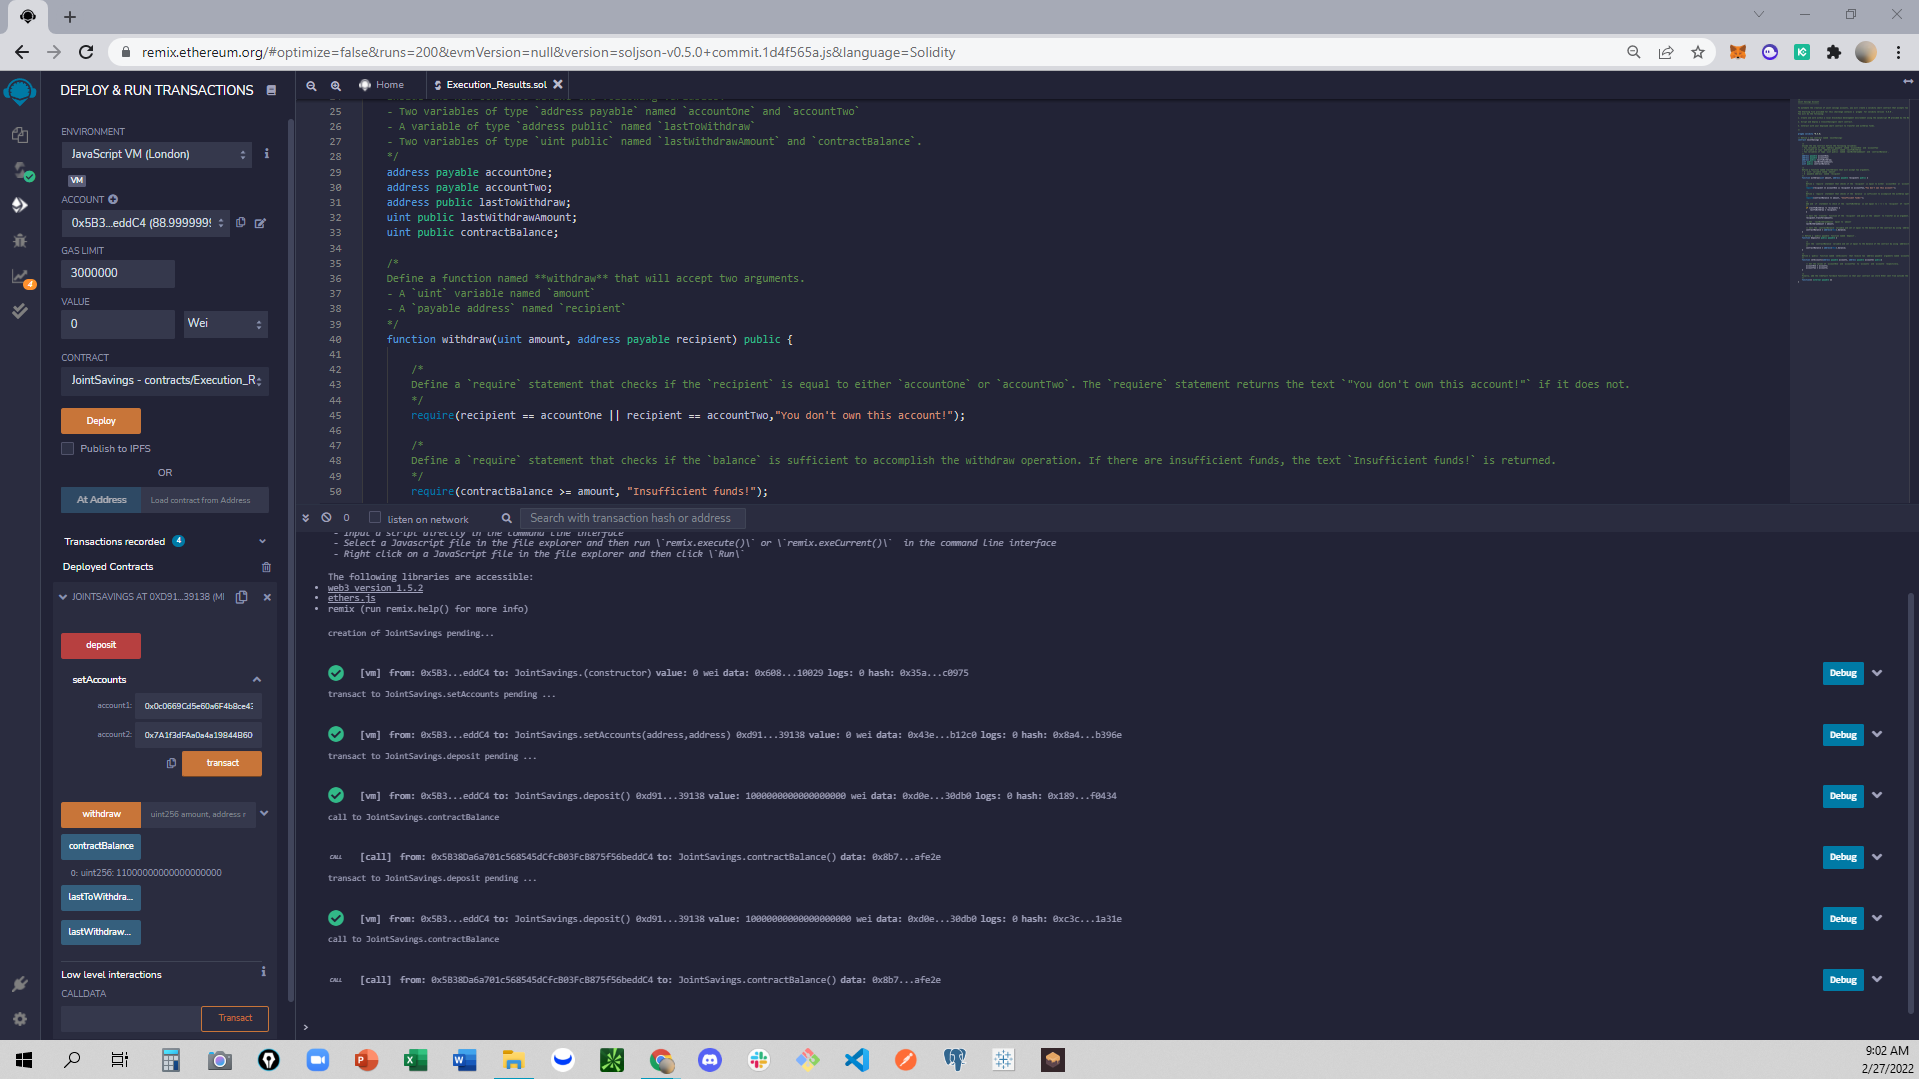 remix.ethereum.org/#optimize=false&runs=200&evmVersion=null&version=soljson-v0.5.0+commit.1d4f565a.js&language=Solidity
DEPLOY & RUN TRANSACTIONS
ENVIRONMENT
JavaScript VM (London)
VM
ACCOUNT
0x5B3...eddC4 (88.9999999
GAS LIMIT
3000000
VALUE
0
Wei
CONTRACT
JointSavings - contracts/Execution_R
Deploy
Publish to IPFS
OR
At Address
Load contract from Address
Transactions recorded 4
Deployed Contracts
JOINTSAVINGS AT 0XD91...39138 (M
deposit
setAccounts
account1: 0x0c0669Cd5e60a6F4b8ce43
account2: 0x7A1f3dFAa0a4a19844B60
transact
withdraw
uint256 amount, address r
contractBalance
0: uint256: 11000000000000000000
lastToWithdra...
lastWithdraw...
Low level interactions
CALLDATA
Transact
4
Home
Execution_Results.sol
25 - Two variables of type `address payable` named `accountOne` and `accountTwo`
26 - A variable of type `address public` named `lastToWithdraw`
27 - Two variables of type `uint public` named `lastWithdrawAmount` and `contractBalance`.
28 */
29 address payable accountOne;
30 address payable accountTwo;
31 address public lastToWithdraw;
32 uint public lastWithdrawAmount;
33 uint public contractBalance;
34
35 /*
36 Define a function named **withdraw** that will accept two arguments.
37 - A `uint` variable named `amount`
38 - A `payable address` named `recipient`
39 */
40 function withdraw(uint amount, address payable recipient) public {
41
42 /*
43 Define a `require` statement that checks if the `recipient` is equal to either `accountOne` or `accountTwo`. The `requiere` statement returns the text `"You don't own this account!"` if it does not.
44 */
45 require(recipient == accountOne || recipient == accountTwo,"You don't own this account!");
46
47 /*
48 Define a `require` statement that checks if the `balance` is sufficient to accomplish the withdraw operation. If there are insufficient funds, the text `Insufficient funds!` is returned.
49 */
50 require(contractBalance >= amount, "Insufficient funds!");
0
listen on network
Search with transaction hash or address
- Input a script directly in the command line interface
- Select a Javascript file in the file explorer and then run \`remix.execute()\` or \`remix.exeCurrent()\` in the command line interface
- Right click on a JavaScript file in the file explorer and then click \`Run\`
The following libraries are accessible:
• web3 version 1.5.2
• ethers.js
• remix (run remix.help() for more info)
creation of JointSavings pending...
[vm] from: 0x5B3...eddC4 to: JointSavings.(constructor) value: 0 wei data: 0x608...10029 logs: 0 hash: 0x35a...c0975
Debug
transact to JointSavings.setAccounts pending ...
[vm] from: 0x5B3...eddC4 to: JointSavings.setAccounts(address,address) 0xd91...39138 value: 0 wei data: 0x43e...b12c0 logs: 0 hash: 0x8a4...b396e
Debug
transact to JointSavings.deposit pending ...
[vm] from: 0x5B3...eddC4 to: JointSavings.deposit() 0xd91...39138 value: 1000000000000000000 wei data: 0xd0e...30db0 logs: 0 hash: 0x189...f0434
Debug
call to JointSavings.contractBalance
CALL [call] from: 0x5B38Da6a701c568545dCfcB03FcB875f56beddC4 to: JointSavings.contractBalance() data: 0x8b7...afe2e
Debug
transact to JointSavings.deposit pending ...
[vm] from: 0x5B3...eddC4 to: JointSavings.deposit() 0xd91...39138 value: 10000000000000000000 wei data: 0xd0e...30db0 logs: 0 hash: 0xc3c...1a31e
Debug
call to JointSavings.contractBalance
CALL [call] from: 0x5B38Da6a701c568545dCfcB03FcB875f56beddC4 to: JointSavings.contractBalance() data: 0x8b7...afe2e
Debug
>
9:02 AM
2/27/2022